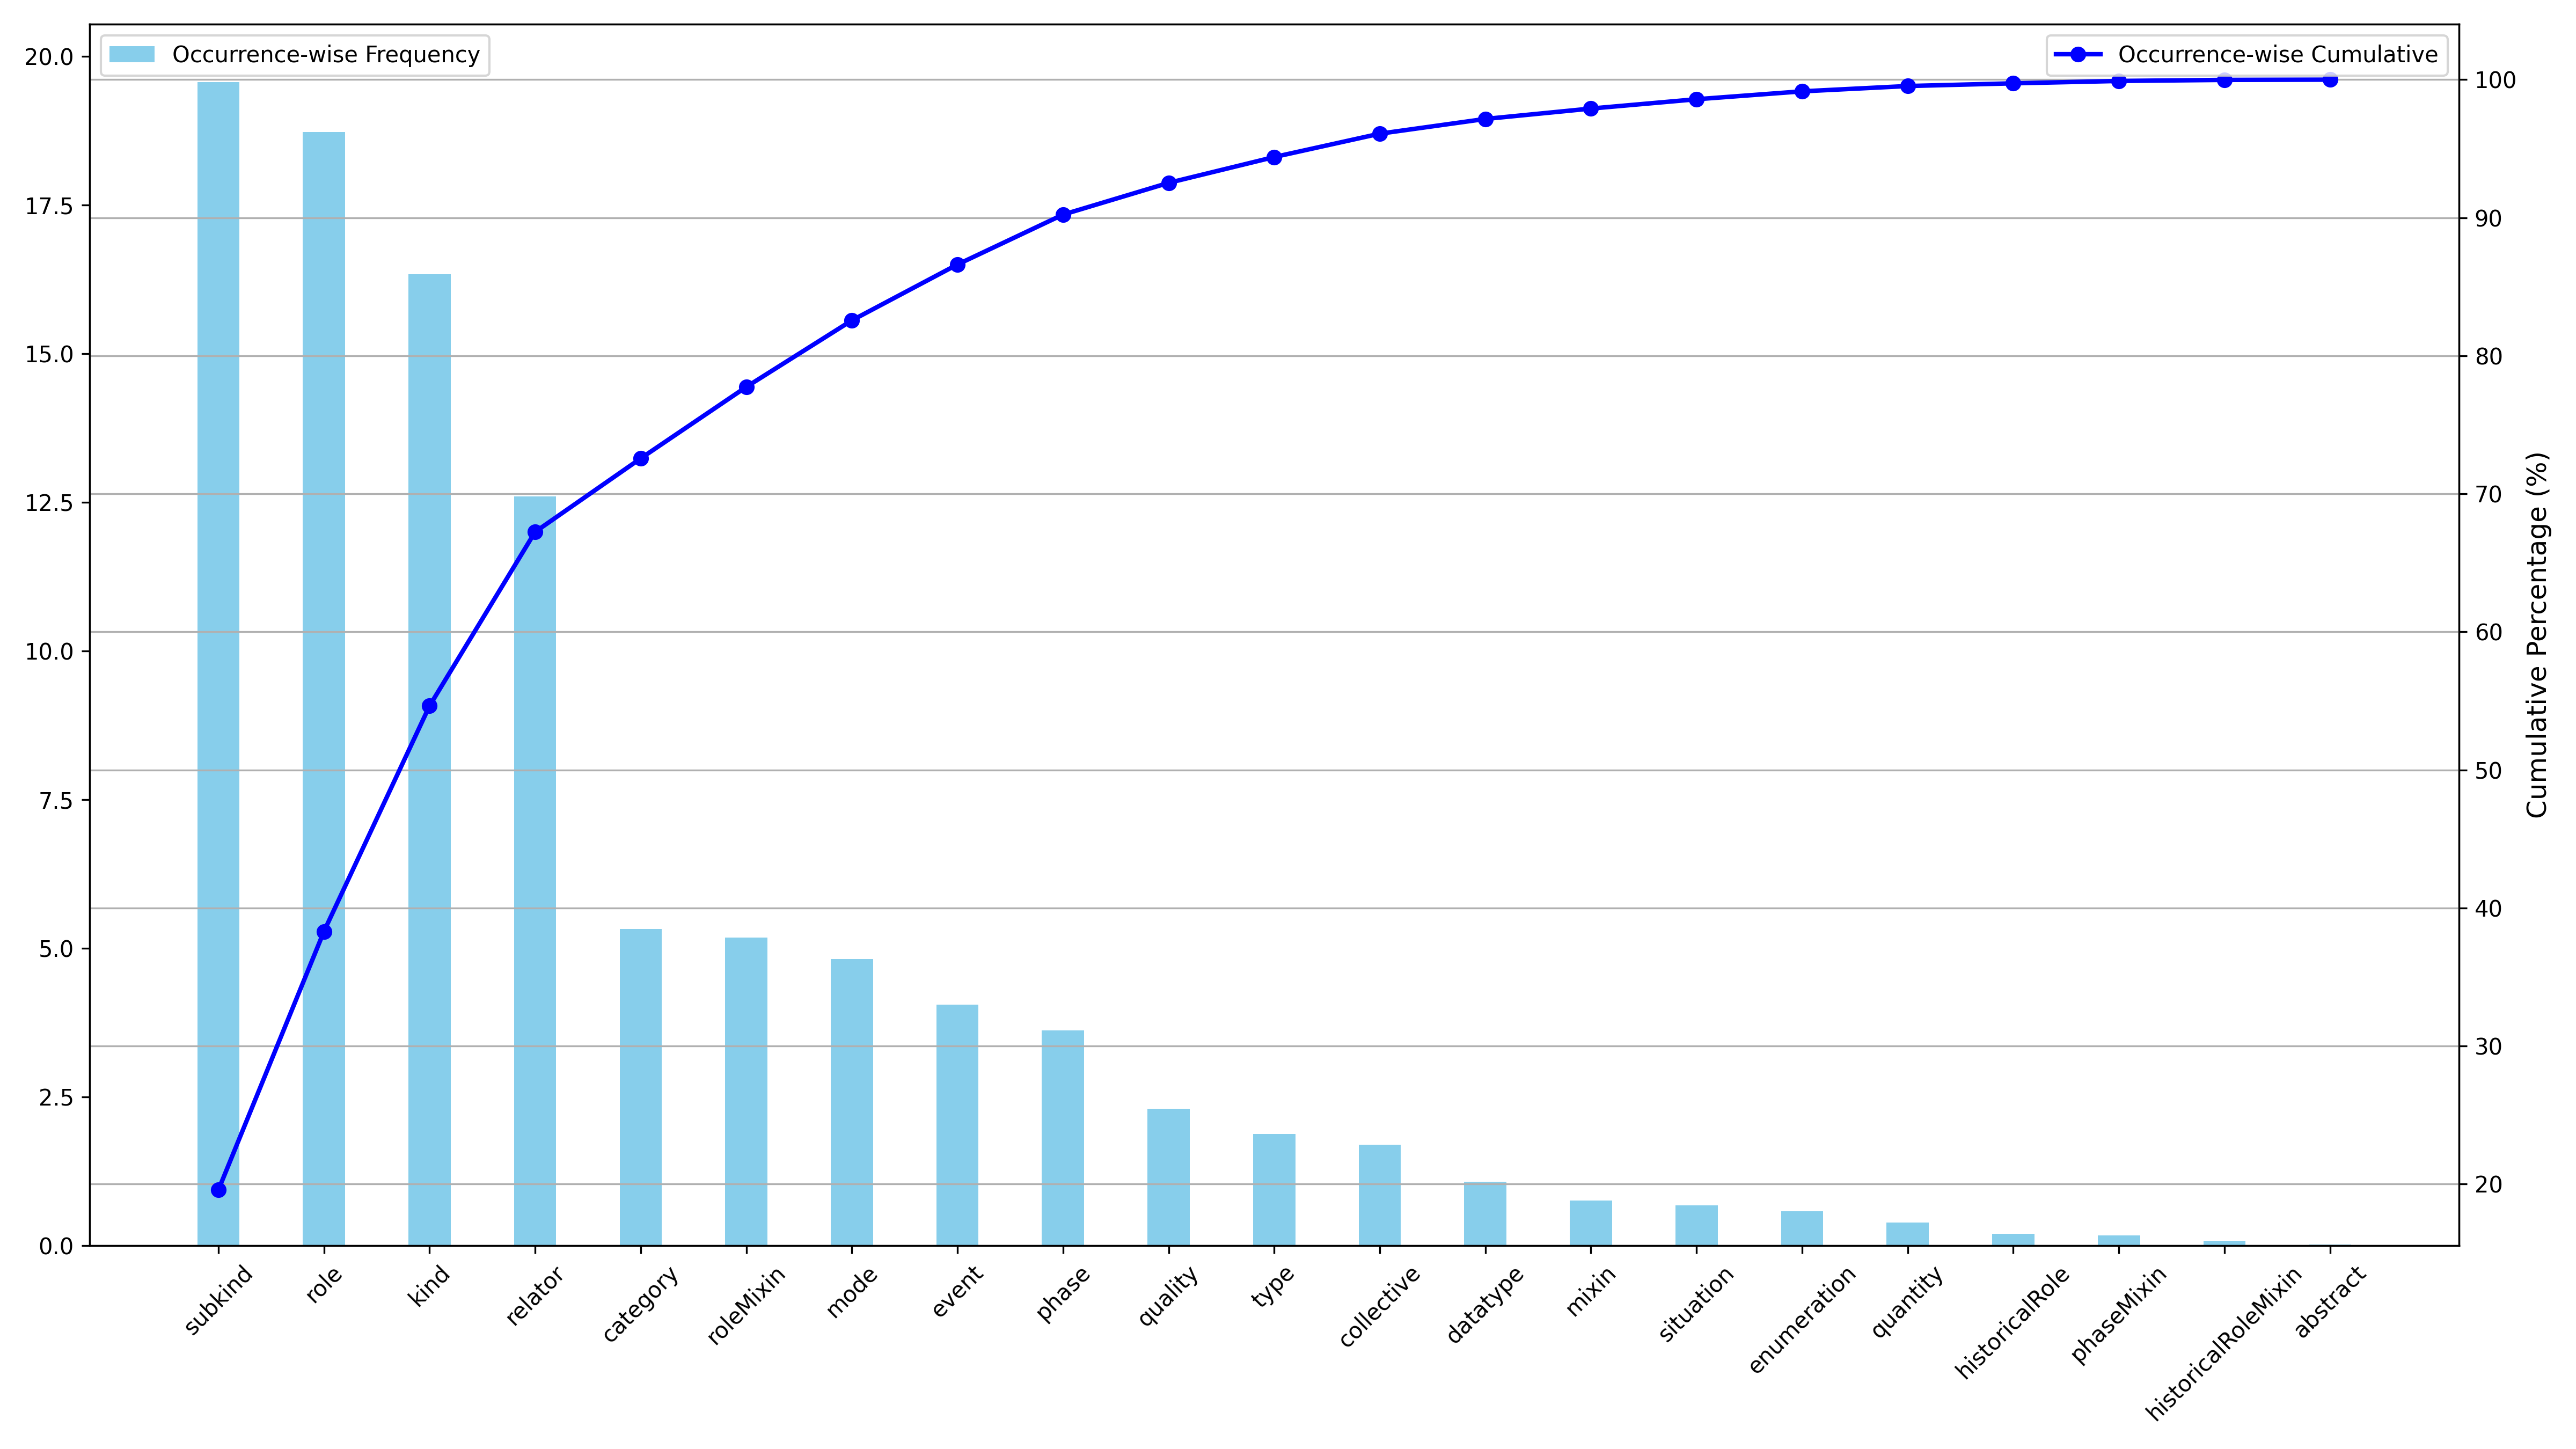 Occurrence-wise Frequency
Occurrence-wise Cumulative
20.0
17.5
15.0
12.5
10.0
7.5
5.0
2.5
0.0
100
90
80
70
60
50
40
30
20
Cumulative Percentage (%)
subkind
role
kind
relator
category
roleMixin
mode
event
phase
quality
type
collective
datatype
mixin
situation
enumeration
quantity
historicalRole
phaseMixin
historicalRoleMixin
abstract